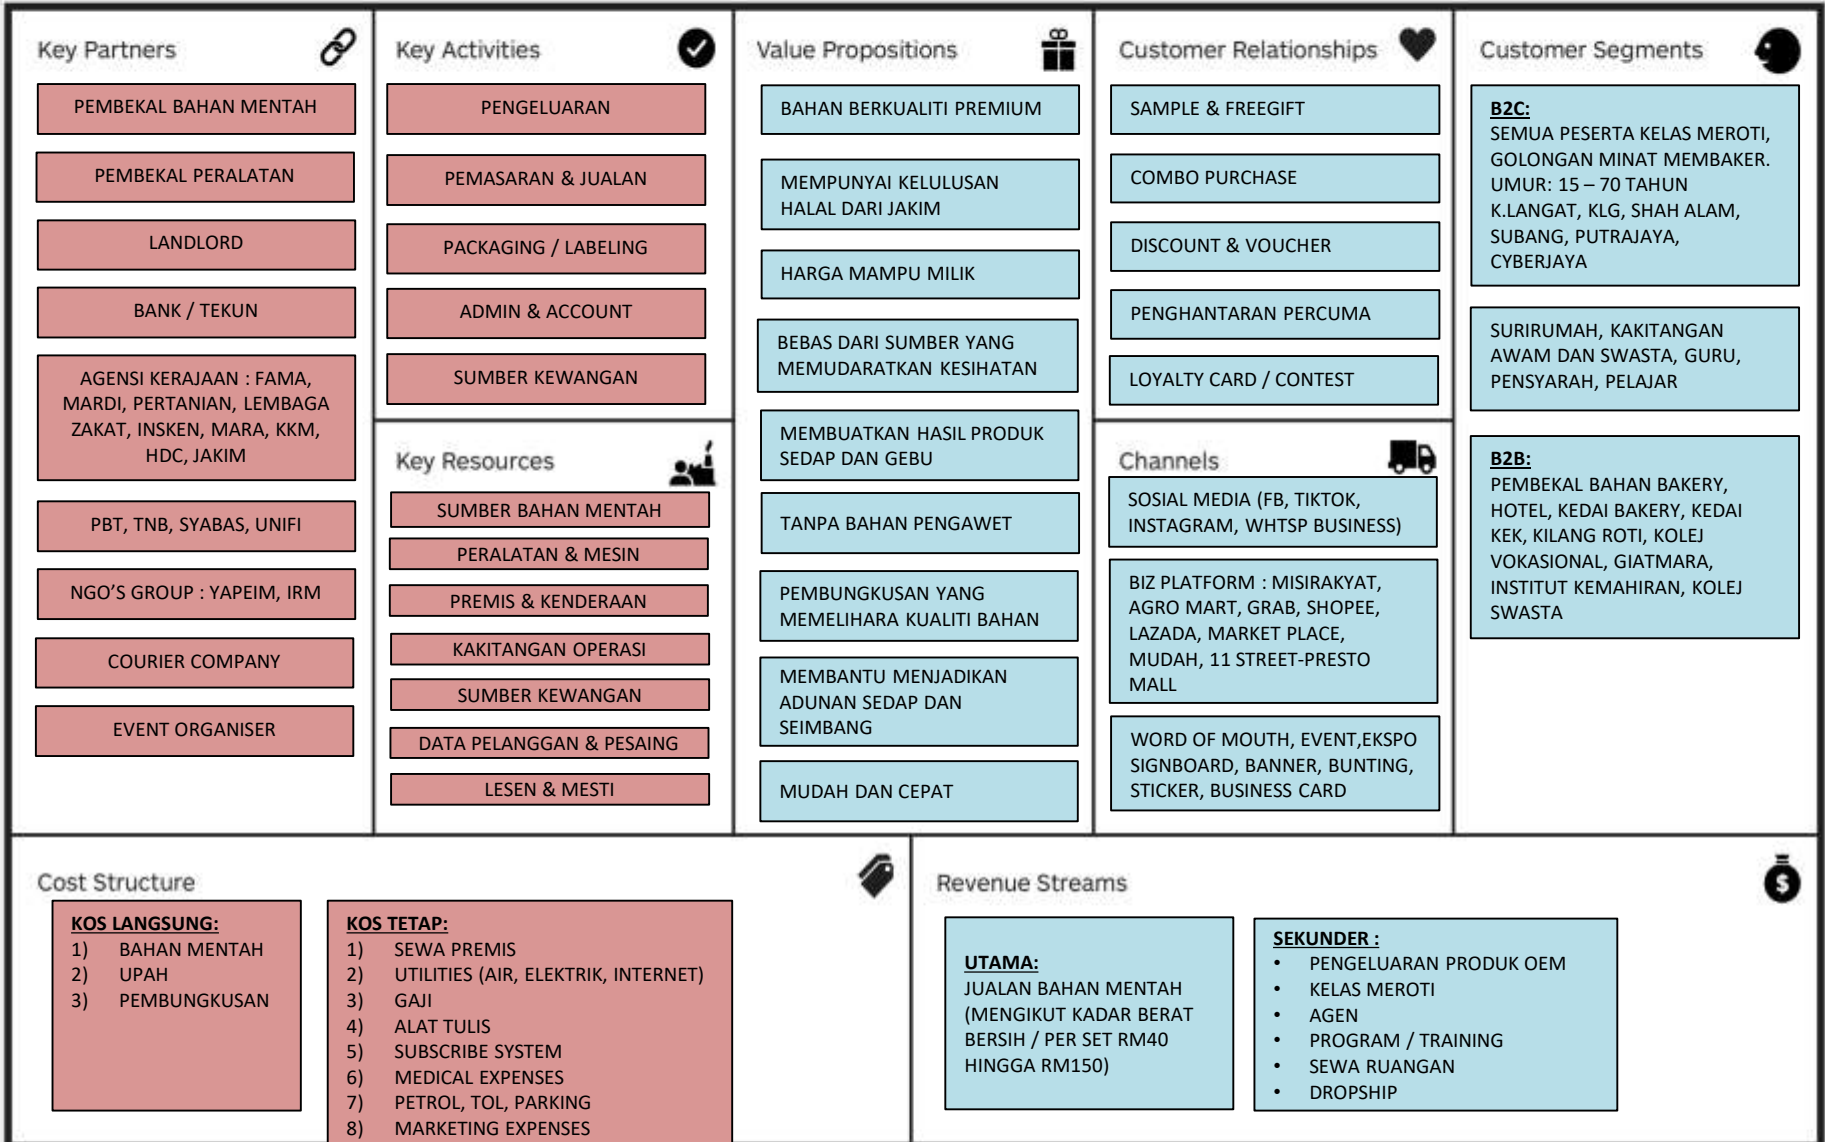 Key Partners
PEMBEKAL BAHAN MENTAH
PEMBEKAL PERALATAN
LANDLORD
BANK / TEKUN
AGENSI KERAJAAN : FAMA,
MARDI, PERTANIAN, LEMBAGA
ZAKAT, INSKEN, MARA, KKM,
HDC, JAKIM
PBT, TNB, SYABAS, UNIFI
NGO'S GROUP : YAPEIM, IRM
COURIER COMPANY
EVENT ORGANISER
Key Activities
PENGELUARAN
PEMASARAN & JUALAN
PACKAGING / LABELING
ADMIN & ACCOUNT
SUMBER KEWANGAN
Key Resources
SUMBER BAHAN MENTAH
PERALATAN & MESIN
PREMIS & KENDERAAN
KAKITANGAN OPERASI
SUMBER KEWANGAN
DATA PELANGGAN & PESAING
LESEN & MESTI
Value Propositions
BAHAN BERKUALITI PREMIUM
MEMPUNYAI KELULUSAN
HALAL DARI JAKIM
HARGA MAMPU MILIK
BEBAS DARI SUMBER YANG
MEMUDARATKAN KESIHATAN
MEMBUATKAN HASIL PRODUK
SEDAP DAN GEBU
TANPA BAHAN PENGAWET
PEMBUNGKUSAN YANG
MEMELIHARA KUALITI BAHAN
MEMBANTU MENJADIKAN
ADUNAN SEDAP DAN
SEIMBANG
MUDAH DAN CEPAT
Customer Relationships
SAMPLE & FREEGIFT
COMBO PURCHASE
DISCOUNT & VOUCHER
PENGHANTARAN PERCUMA
LOYALTY CARD / CONTEST
Channels
SOSIAL MEDIA (FB, TIKTOK,
INSTAGRAM, WHTSP BUSINESS)
BIZ PLATFORM : MISIRAKYAT,
AGRO MART, GRAB, SHOPEE,
LAZADA, MARKET PLACE,
MUDAH, 11 STREET-PRESTO
MALL
WORD OF MOUTH, EVENT,EKSPO
SIGNBOARD, BANNER, BUNTING,
STICKER, BUSINESS CARD
Customer Segments
B2C:
SEMUA PESERTA KELAS MEROTI,
GOLONGAN MINAT MEMBAKER.
UMUR: 15 – 70 TAHUN
K.LANGAT, KLG, SHAH ALAM,
SUBANG, PUTRAJAYA,
CYBERJAYA
SURIRUMAH, KAKITANGAN
AWAM DAN SWASTA, GURU,
PENSYARAH, PELAJAR
B2B:
PEMBEKAL BAHAN BAKERY,
HOTEL, KEDAI BAKERY, KEDAI
KEK, KILANG ROTI, KOLEJ
VOKASIONAL, GIATMARA,
INSTITUT KEMAHIRAN, KOLEJ
SWASTA
Cost Structure
KOS LANGSUNG:
1) BAHAN MENTAH
2) UPAH
3) PEMBUNGKUSAN
KOS TETAP:
1) SEWA PREMIS
2) UTILITIES (AIR, ELEKTRIK, INTERNET)
3) GAJI
4) ALAT TULIS
5) SUBSCRIBE SYSTEM
6) MEDICAL EXPENSES
7) PETROL, TOL, PARKING
8) MARKETING EXPENSES
Revenue Streams
$
UTAMA:
JUALAN BAHAN MENTAH
(MENGIKUT KADAR BERAT
BERSIH / PER SET RM40
HINGGA RM150)
SEKUNDER :
• PENGELUARAN PRODUK OEM
• KELAS MEROTI
• AGEN
• PROGRAM / TRAINING
• SEWA RUANGAN
• DROPSHIP